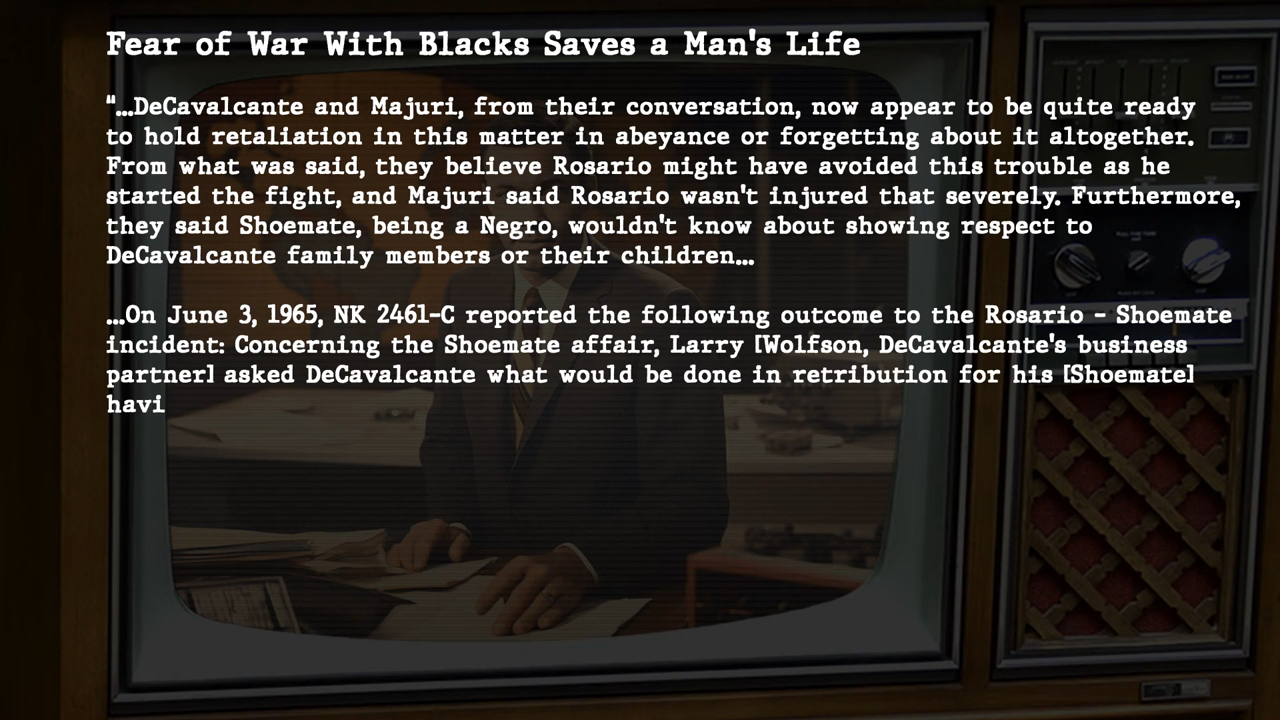 Fear of War With Blacks Saves a Man's Life
"...DeCavalcante and Majuri, from their conversation, now appear to be quite ready
to hold retaliation in this matter in abeyance or forgetting about it altogether.
From what was said, they believe Rosario might have avoided this trouble as he
started the fight, and Majuri said Rosario wasn't injured that severely. Furthermore,
they said Shoemate, being a Negro, wouldn't know about showing respect to
DeCavalcante family members or their children...
...On June 3, 1965, NK 2461-C reported the following outcome to the Rosario - Shoemate
incident: Concerning the Shoemate affair, Larry [Wolfson, DeCavalcante's business
partner] asked DeCavalcante what would be done in retribution for his [Shoemate]
havi